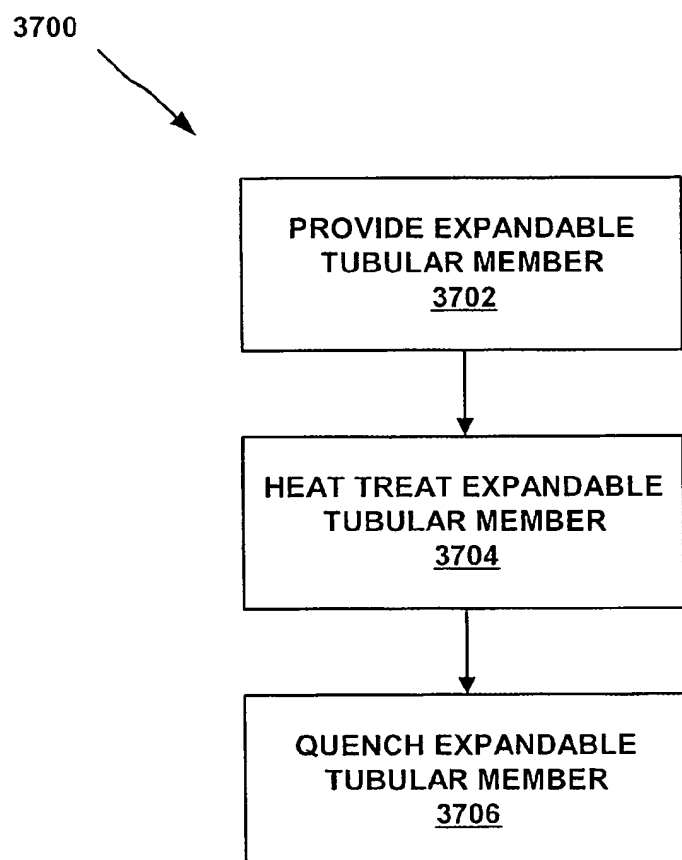 3700
PROVIDE EXPANDABLE
TUBULAR MEMBER
3702
HEAT TREAT EXPANDABLE
TUBULAR MEMBER
3704
QUENCH EXPANDABLE
TUBULAR MEMBER
3706